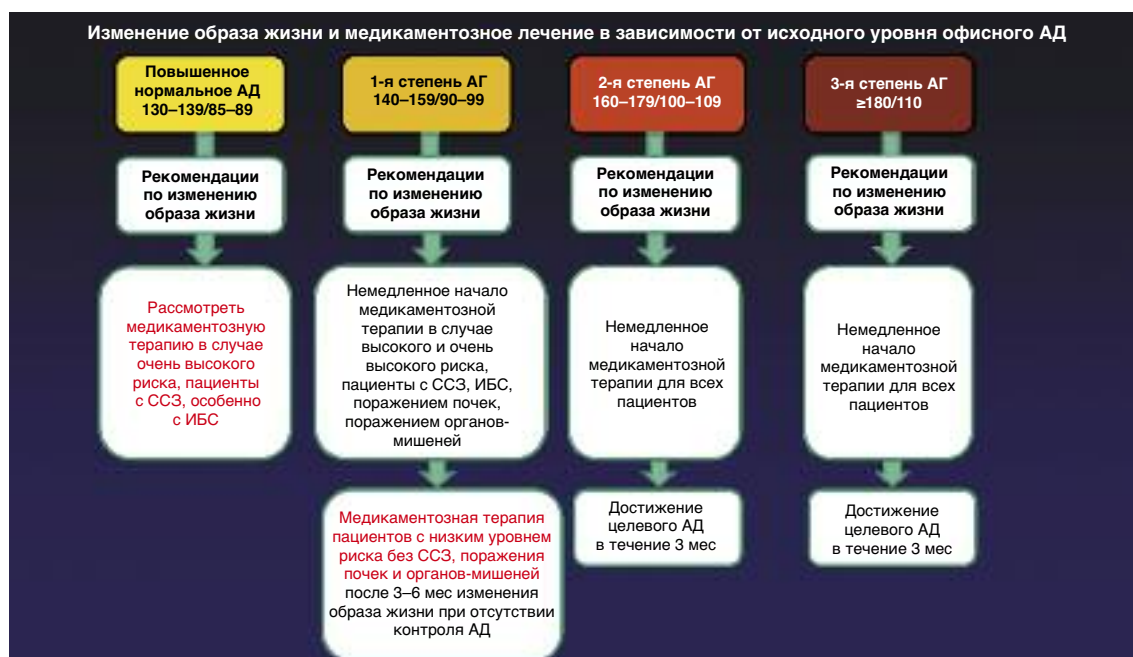 Изменение образа жизни и медикаментозное лечение в зависимости от исходного уровня офисного АД
Повышенное
нормальное АД
130–139/85–89
Рекомендации
по изменению
образа жизни
Рассмотреть
медикаментозную
терапию в случае
очень высокого
риска, пациенты
с ССЗ, особенно
с ИБС
1-я степень АГ
140–159/90–99
Рекомендации
по изменению
образа жизни
Немедленное начало
медикаментозной
терапии в случае
высокого и очень
высокого риска,
пациенты с ССЗ, ИБС,
поражением почек,
поражением органов-
мишеней
Медикаментозная терапия
пациентов с низким уровнем
риска без ССЗ, поражения
почек и органов-мишеней
после 3–6 мес изменения
образа жизни при отсутствии
контроля АД
2-я степень АГ
160–179/100–109
Рекомендации
по изменению
образа жизни
Немедленное
начало
медикаментозной
терапии для всех
пациентов
Достижение
целевого АД
в течение 3 мес
3-я степень АГ
≥180/110
Рекомендации
по изменению
образа жизни
Немедленное
начало
медикаментозной
терапии для всех
пациентов
Достижение
целевого АД
в течение 3 мес